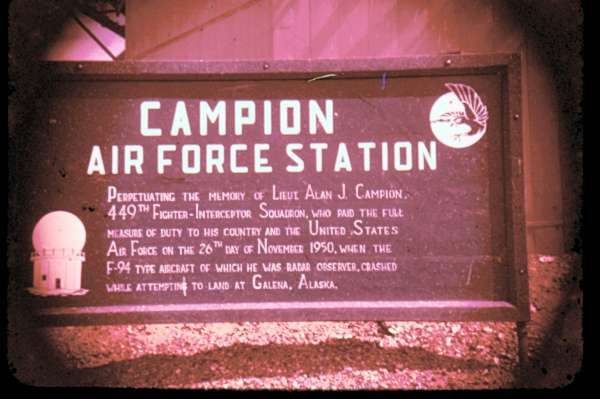 CAMPION
AIR FORCE STATION
PERPETUATING THE MEMORY OF LIEUT. ALAN J. CAMPION,
449TH FIGHTER-INTERCEPTOR SQUADRON, WHO PAID THE FULL
MEASURE OF DUTY TO HIS COUNTRY AND THE UNITED STATES
AIR FORCE ON THE 26TH DAY OF NOVEMBER 1950, WHEN THE
F-94 TYPE AIRCRAFT OF WHICH HE WAS RADAR OBSERVER, CRASHED
WHILE ATTEMPTING TO LAND AT GALENA, ALASKA.